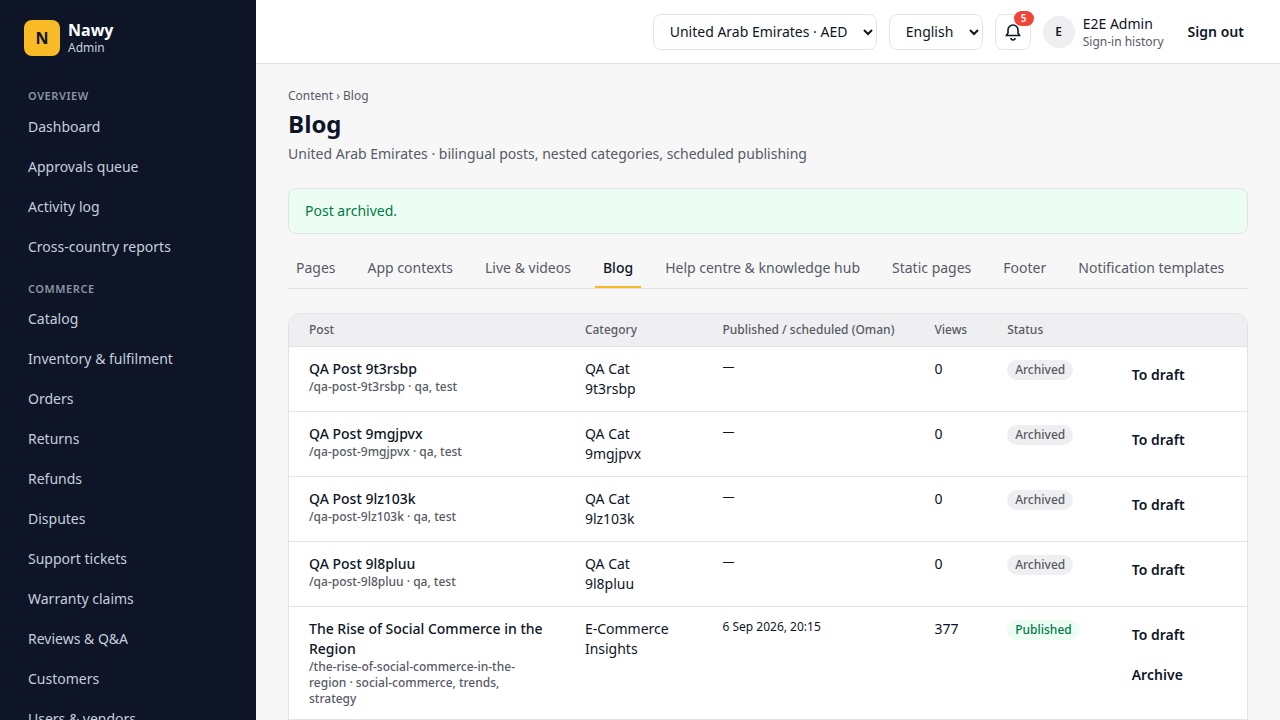 N
Nawy
Admin
OVERVIEW
Dashboard
Approvals queue
Activity log
Cross-country reports
COMMERCE
Catalog
Inventory & fulfilment
Orders
Returns
Refunds
Disputes
Support tickets
Warranty claims
Reviews & Q&A
Customers
Users & vendors
United Arab Emirates · AED
English
5
E
E2E Admin
Sign-in history
Sign out
Content › Blog
Blog
United Arab Emirates · bilingual posts, nested categories, scheduled publishing
Post archived.
Pages App contexts Live & videos Blog Help centre & knowledge hub Static pages Footer Notification templates
Post Category Published / scheduled (Oman) Views Status
QA Post 9t3rsbp
/qa-post-9t3rsbp · qa, test
QA Cat
9t3rsbp
—
0
Archived
To draft
QA Post 9mgjpvx
/qa-post-9mgjpvx · qa, test
QA Cat
9mgjpvx
—
0
Archived
To draft
QA Post 9lz103k
/qa-post-9lz103k · qa, test
QA Cat
9lz103k
—
0
Archived
To draft
QA Post 9l8pluu
/qa-post-9l8pluu · qa, test
QA Cat
9l8pluu
—
0
Archived
To draft
The Rise of Social Commerce in the
Region
/the-rise-of-social-commerce-in-the-
region · social-commerce, trends,
strategy
E-Commerce
Insights
6 Sep 2026, 20:15
377
Published
To draft
Archive